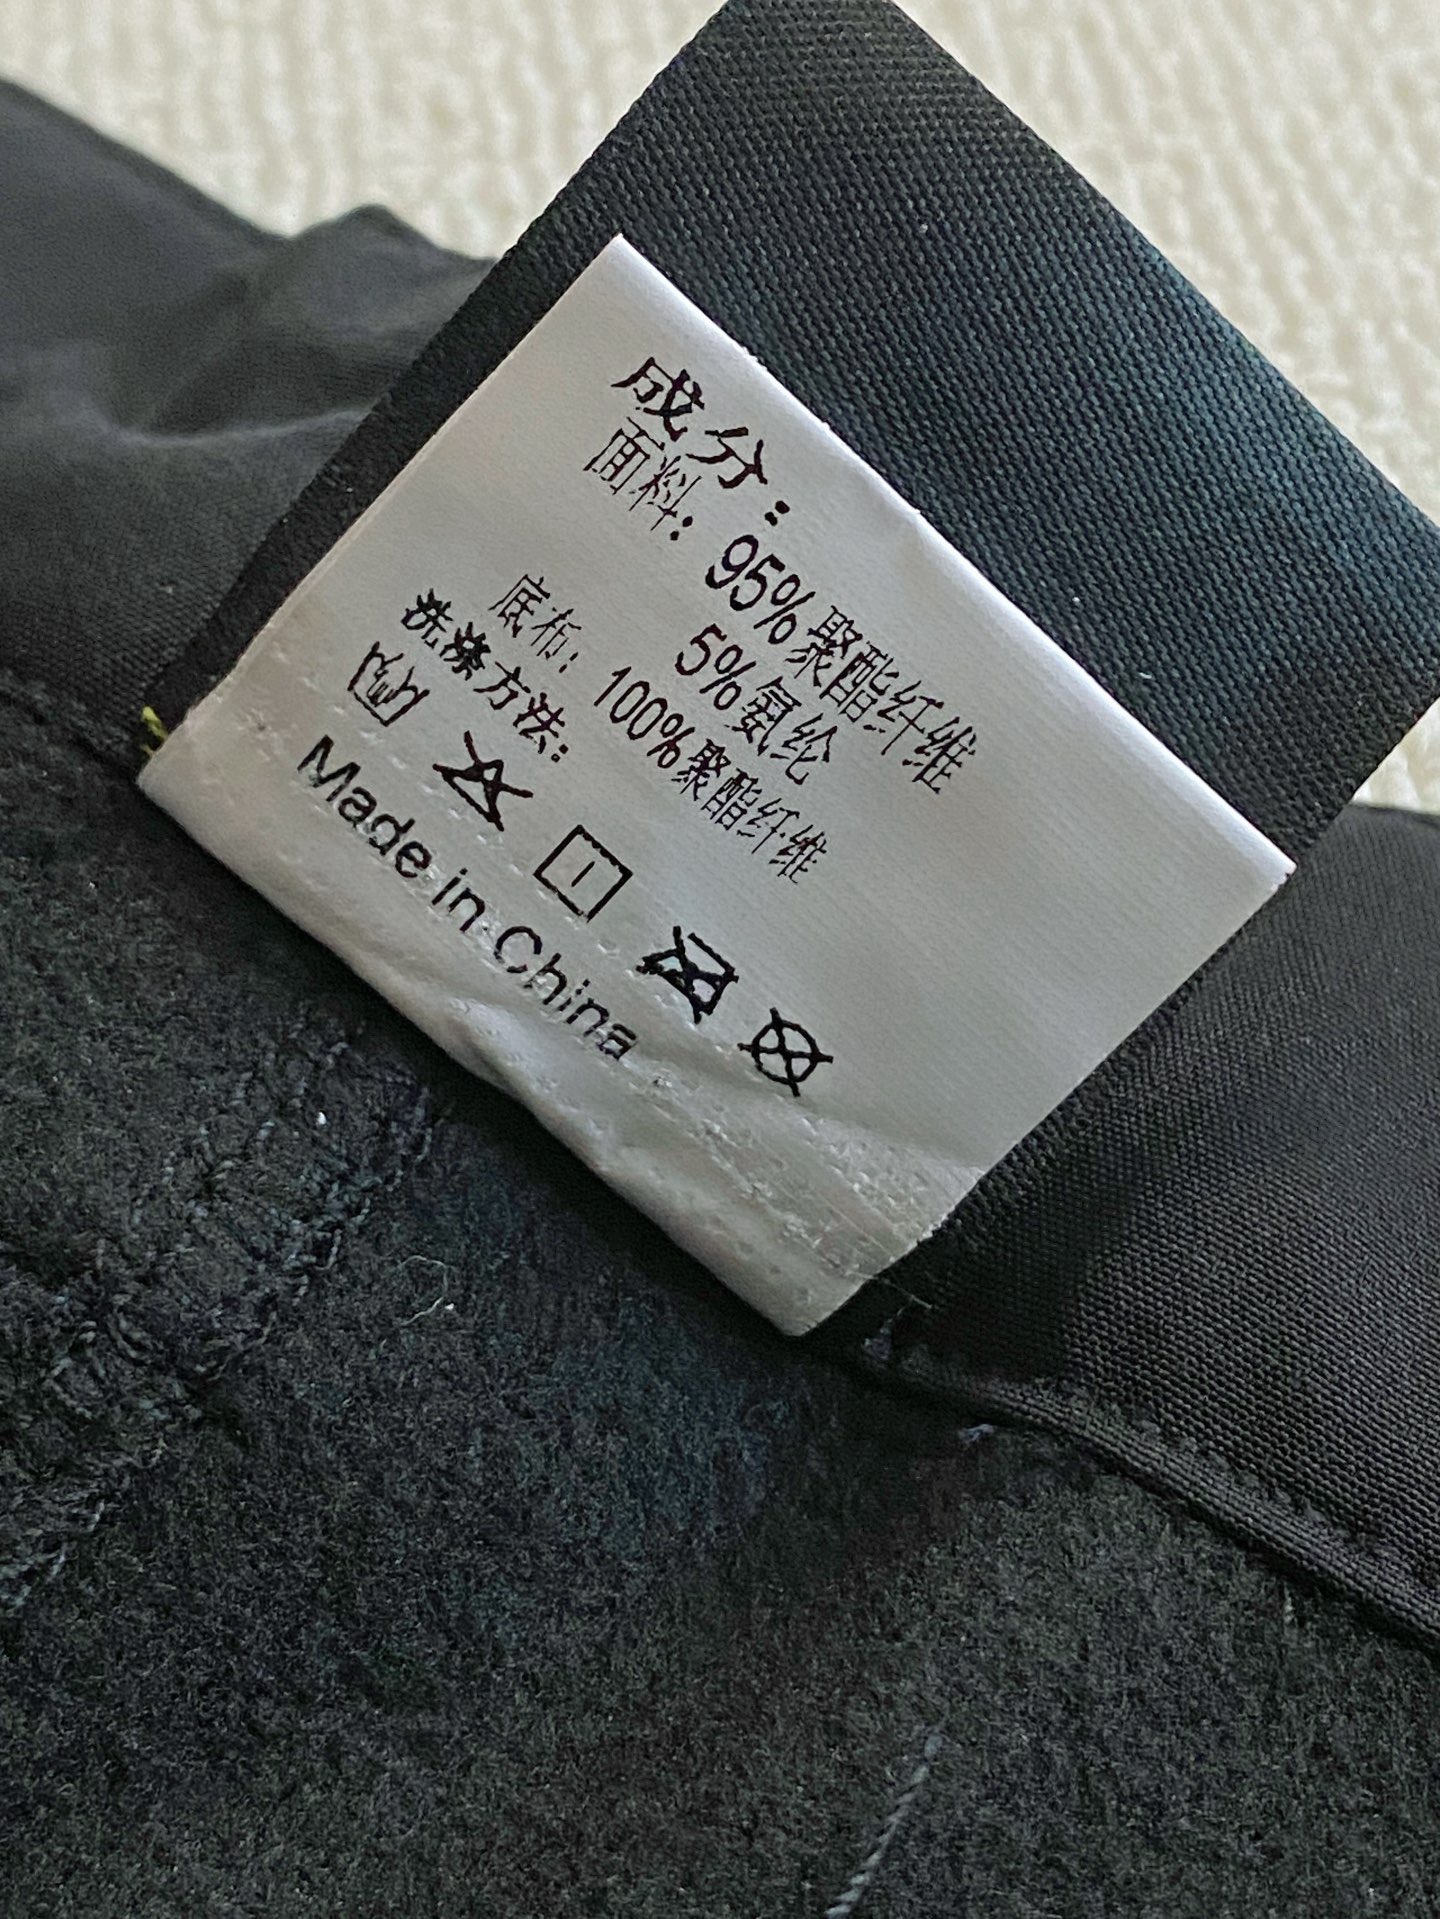 成分:
面料: 95%聚酯纤维
5%氨纶
底布: 100%聚酯纤维
洗涤方法:
Made in China